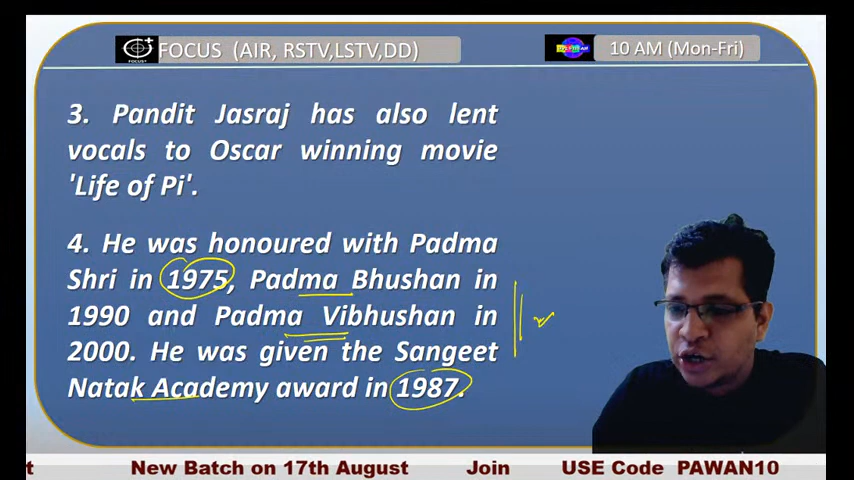 FOCUS (AIR, RSTV,LSTV,DD)
10 AM (Mon-Fri)
3. Pandit Jasraj has also lent
vocals to Oscar winning movie
'Life of Pi'.
4. He was honoured with Padma
Shri in 1975, Padma Bhushan in
1990 and Padma Vibhushan in
2000. He was given the Sangeet
Natak Academy award in 1987.
t New Batch on 17th August Join USE Code PAWAN10